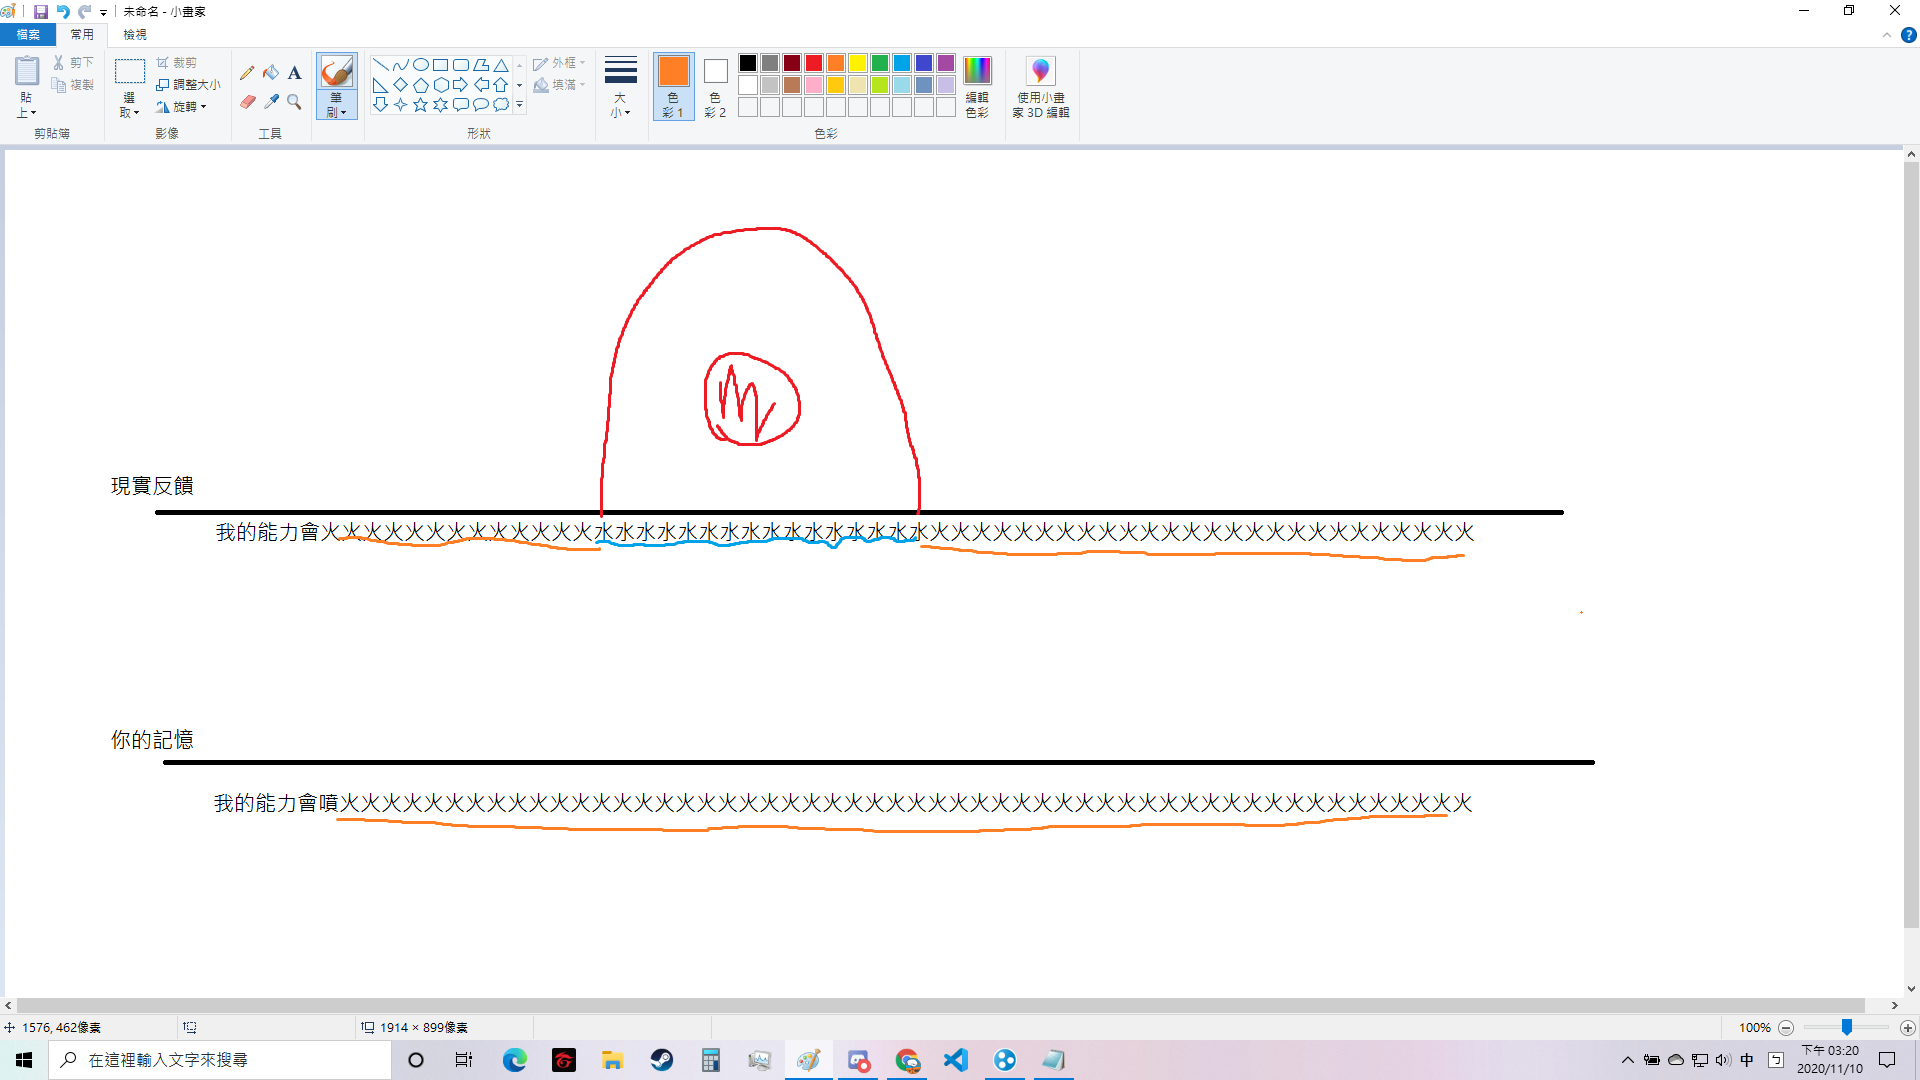 未命名 - 小畫家
檔案 常用 檢視
貼上 剪下 複製 剪貼簿
選取 裁剪 調整大小 旋轉 影像
工具
筆刷
形狀 外框 填滿
大小
色彩 1 色彩 2 色彩
編輯色彩
使用小畫家 3D 編輯
現實反饋
我的能力會火火火火火火火火火火火火火水水水水水水水水水水水水水水水水火火火火火火火火火火火火火火火火火火火火火火火火火火
你的記憶
我的能力會噴火火火火火火火火火火火火火火火火火火火火火火火火火火火火火火火火火火火火火火火火火火火火火火火火火火火火火火
1576, 462像素 1914 × 899像素 100%
在這裡輸入文字來搜尋
中
下午 03:20
2020/11/10